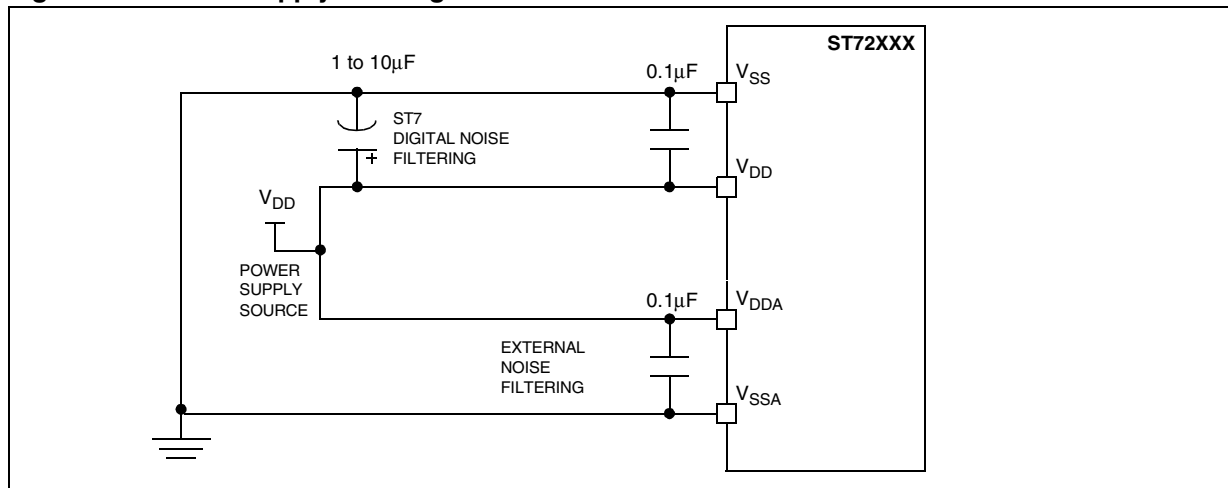 ST72XXX
1 to 10μF
0.1μF
VSS
ST7
DIGITAL NOISE
FILTERING
+
VDD
VDD
POWER
SUPPLY
SOURCE
0.1μF
VDDA
EXTERNAL
NOISE
FILTERING
VSSA